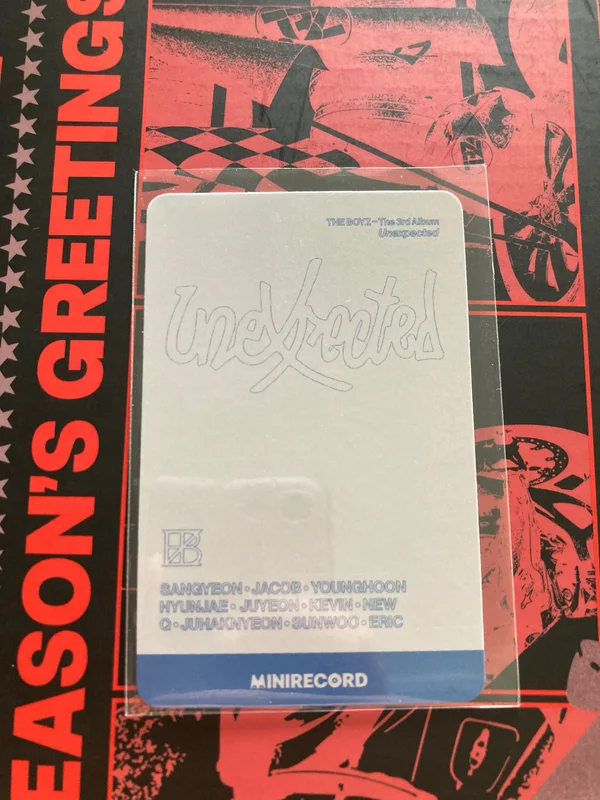 EASON'S GREETINGS
THE BOYZ - The 3rd Album
Unexpected
Unexpected
SANGYEON • JACOB • YOUNGHOON
HYUNJAE • JUYEON • KEVIN • NEW
Q • JUHAKNYEON • SUNWOO • ERIC
MINIRECORD